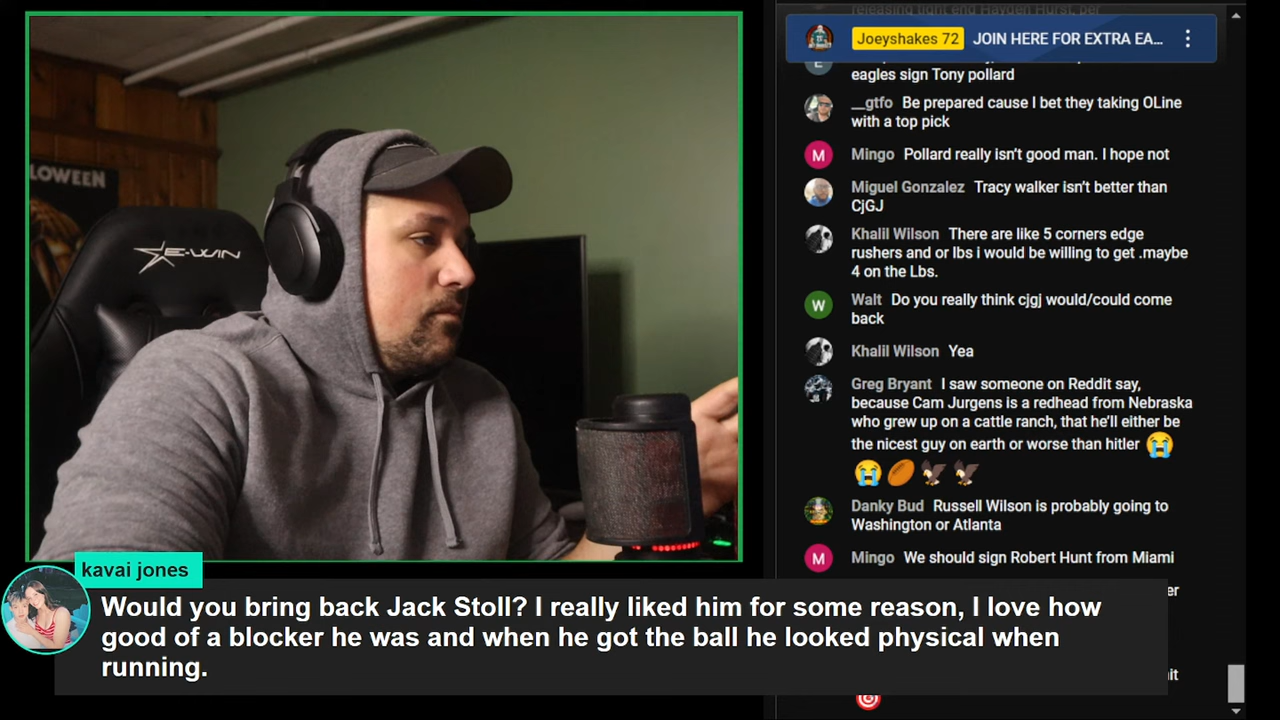 LOWEEN
E-WIN
releasing tight end Hayden Hurst, per
Joeyshakes 72 JOIN HERE FOR EXTRA EA...
E
eagles sign Tony pollard
__gtfo Be prepared cause I bet they taking OLine
with a top pick
M Mingo Pollard really isn't good man. I hope not
Miguel Gonzalez Tracy walker isn't better than
CjGJ
Khalil Wilson There are like 5 corners edge
rushers and or lbs i would be willing to get .maybe
4 on the Lbs.
W Walt Do you really think cjgj would/could come
back
Khalil Wilson Yea
Greg Bryant I saw someone on Reddit say,
because Cam Jurgens is a redhead from Nebraska
who grew up on a cattle ranch, that he'll either be
the nicest guy on earth or worse than hitler 😭
😭🏈🦅🦅
Danky Bud Russell Wilson is probably going to
Washington or Atlanta
M Mingo We should sign Robert Hunt from Miami
kavai jones
Would you bring back Jack Stoll? I really liked him for some reason, I love how
good of a blocker he was and when he got the ball he looked physical when
running.